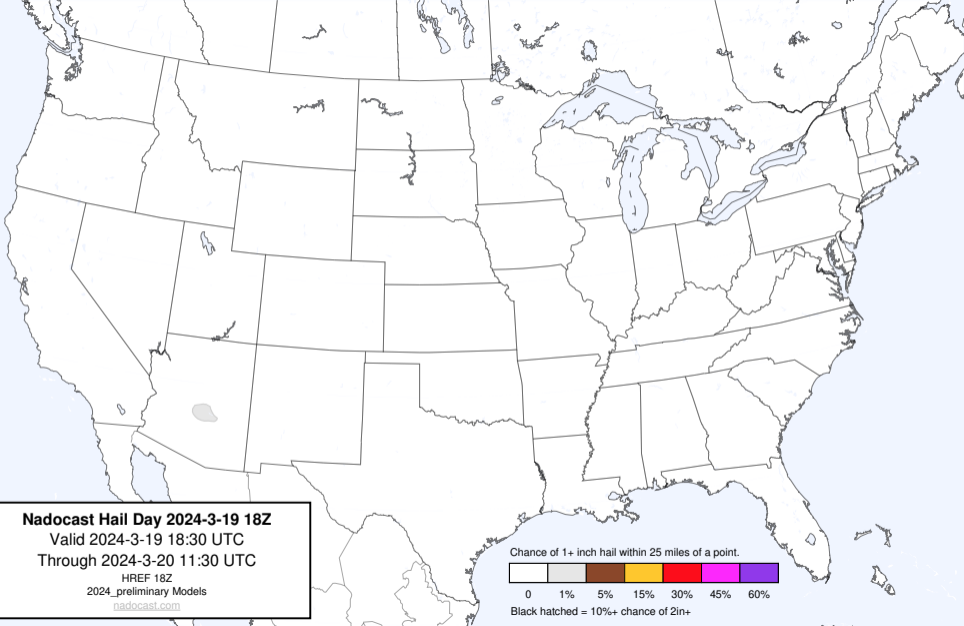 Nadocast Hail Day 2024-3-19 18Z
Valid 2024-3-19 18:30 UTC
Through 2024-3-20 11:30 UTC
HREF 18Z
2024_preliminary Models
nadocast.com
Chance of 1+ inch hail within 25 miles of a point.
0 1% 5% 15% 30% 45% 60%
Black hatched = 10%+ chance of 2in+